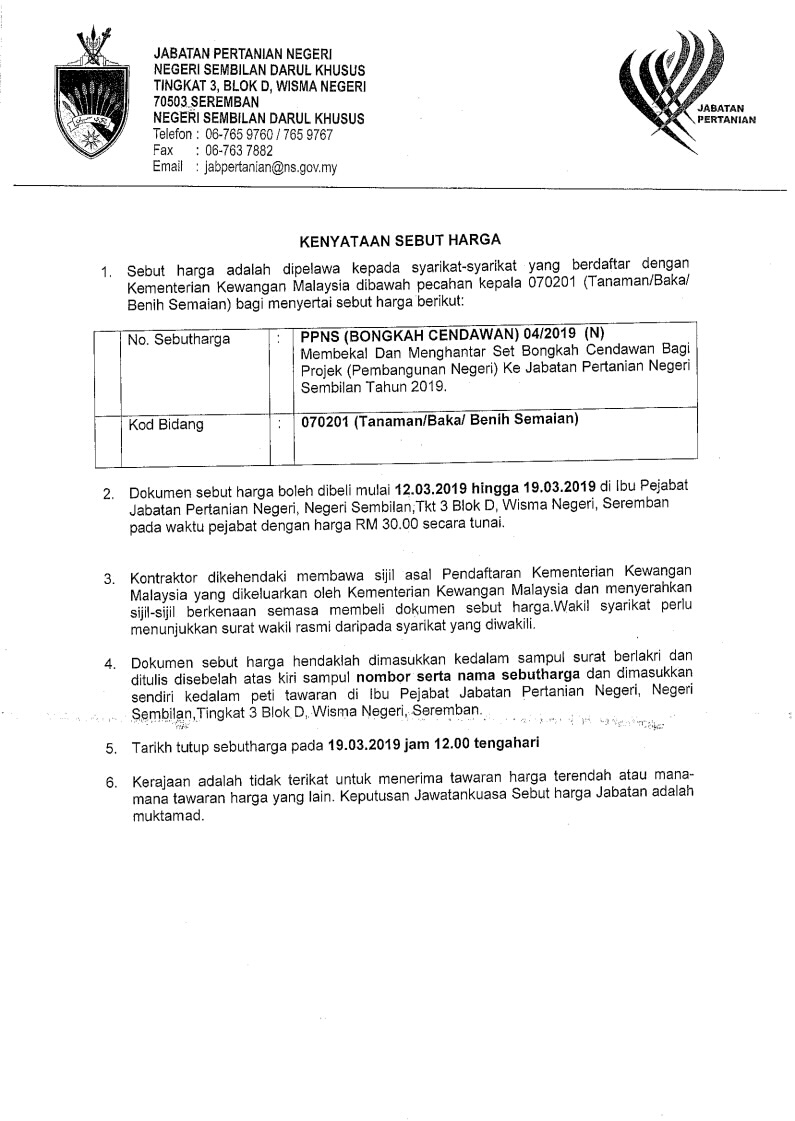 JABATAN PERTANIAN NEGERI
NEGERI SEMBILAN DARUL KHUSUS
TINGKAT 3, BLOK D, WISMA NEGERI
70503 SEREMBAN
NEGERI SEMBILAN DARUL KHUSUS
Telefon : 06-765 9760 / 765 9767
Fax : 06-763 7882
Email : jabpertanian@ns.gov.my
JABATAN
PERTANIAN
KENYATAAN SEBUT HARGA
1. Sebut harga adalah dipelawa kepada syarikat-syarikat yang berdaftar dengan
Kementerian Kewangan Malaysia dibawah pecahan kepala 070201 (Tanaman/Baka/
Benih Semaian) bagi menyertai sebut harga berikut:
No. Sebutharga : PPNS (BONGKAH CENDAWAN) 04/2019 (N)
Membekal Dan Menghantar Set Bongkah Cendawan Bagi
Projek (Pembangunan Negeri) Ke Jabatan Pertanian Negeri
Sembilan Tahun 2019.
Kod Bidang : 070201 (Tanaman/Baka/ Benih Semaian)
2. Dokumen sebut harga boleh dibeli mulai 12.03.2019 hingga 19.03.2019 di Ibu Pejabat
Jabatan Pertanian Negeri, Negeri Sembilan,Tkt 3 Blok D, Wisma Negeri, Seremban
pada waktu pejabat dengan harga RM 30.00 secara tunai.
3. Kontraktor dikehendaki membawa sijil asal Pendaftaran Kementerian Kewangan
Malaysia yang dikeluarkan oleh Kementerian Kewangan Malaysia dan menyerahkan
sijil-sijil berkenaan semasa membeli dokumen sebut harga.Wakil syarikat perlu
menunjukkan surat wakil rasmi daripada syarikat yang diwakili.
4. Dokumen sebut harga hendaklah dimasukkan kedalam sampul surat berlakri dan
ditulis disebelah atas kiri sampul nombor serta nama sebutharga dan dimasukkan
sendiri kedalam peti tawaran di Ibu Pejabat Jabatan Pertanian Negeri, Negeri
Sembilan,Tingkat 3 Blok D, Wisma Negeri, Seremban.
5. Tarikh tutup sebutharga pada 19.03.2019 jam 12.00 tengahari
6. Kerajaan adalah tidak terikat untuk menerima tawaran harga terendah atau mana-
mana tawaran harga yang lain. Keputusan Jawatankuasa Sebut harga Jabatan adalah
muktamad.